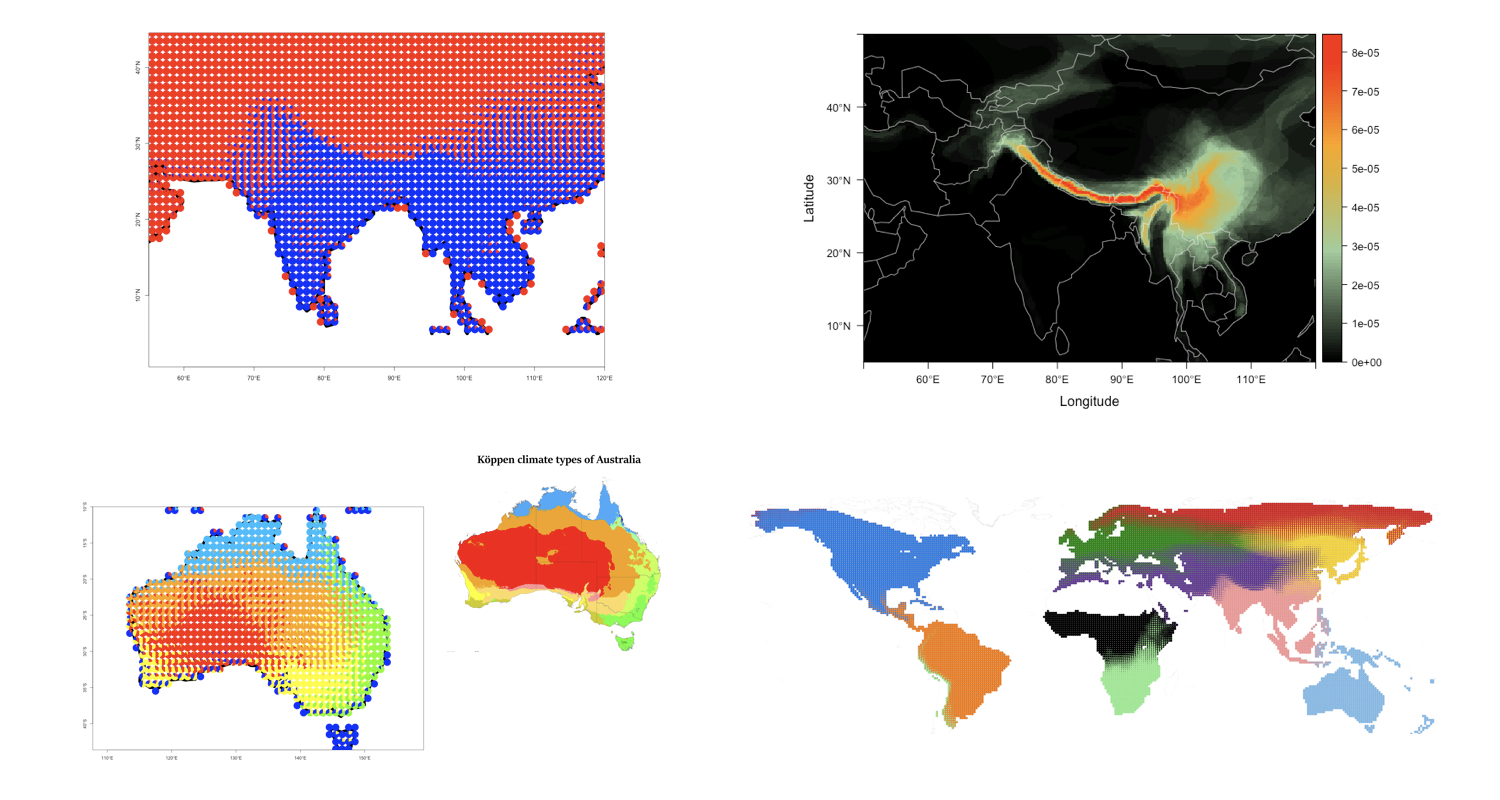 40°N
30°N
20°N
10°N
60°E 70°E 80°E 90°E 100°E 110°E 120°E
Latitude
40°N
30°N
20°N
10°N
60°E 70°E 80°E 90°E 100°E 110°E
Longitude
8e-05
7e-05
6e-05
5e-05
4e-05
3e-05
2e-05
1e-05
0e+00
Köppen climate types of Australia
10°S
15°S
20°S
25°S
30°S
35°S
40°S
110°E 120°E 130°E 140°E 150°E